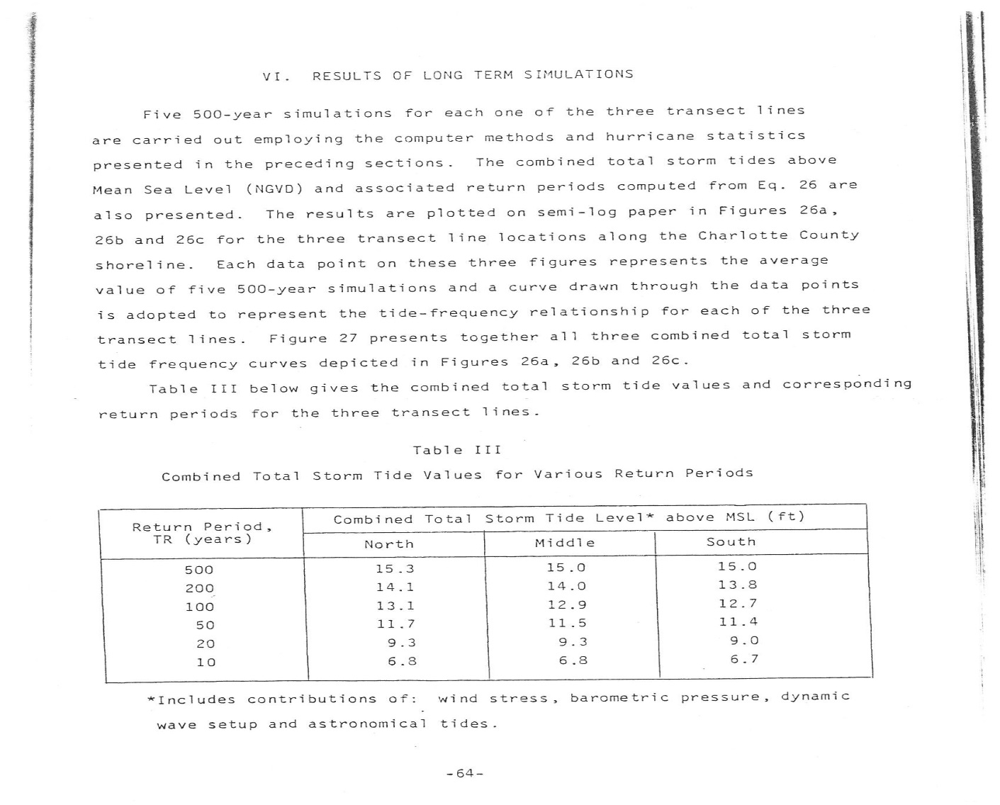 VI. RESULTS OF LONG TERM SIMULATIONS
Five 500-year simulations for each one of the three transect lines
are carried out employing the computer methods and hurricane statistics
presented in the preceding sections. The combined total storm tides above
Mean Sea Level (NGVD) and associated return periods computed from Eq. 26 are
also presented. The results are plotted on semi-log paper in Figures 26a,
26b and 26c for the three transect line locations along the Charlotte County
shoreline. Each data point on these three figures represents the average
value of five 500-year simulations and a curve drawn through the data points
is adopted to represent the tide-frequency relationship for each of the three
transect lines. Figure 27 presents together all three combined total storm
tide frequency curves depicted in Figures 26a, 26b and 26c.
Table III below gives the combined total storm tide values and corresponding
return periods for the three transect lines.
Table III
Combined Total Storm Tide Values for Various Return Periods
Return Period, Combined Total Storm Tide Level* above MSL (ft)
TR (years) North Middle South
500 15.3 15.0 15.0
200 14.1 14.0 13.8
100 13.1 12.9 12.7
50 11.7 11.5 11.4
20 9.3 9.3 9.0
10 6.8 6.8 6.7
*Includes contributions of: wind stress, barometric pressure, dynamic
wave setup and astronomical tides.
-64-